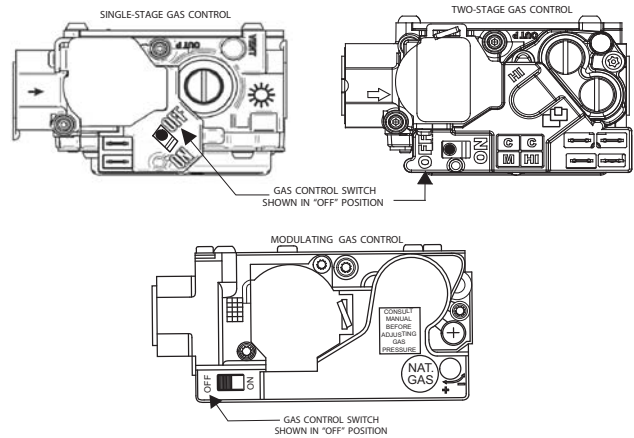 SINGLE-STAGE GAS CONTROL
OUT P
OFF
ON
TWO-STAGE GAS CONTROL
OUT P
HI
OFF
ON
C C
M HI
GAS CONTROL SWITCH
SHOWN IN "OFF" POSITION
MODULATING GAS CONTROL
CONSULT
MANUAL
BEFORE
ADJUSTING
GAS
PRESSURE
NAT.
GAS
+ –
OFF
ON
GAS CONTROL SWITCH
SHOWN IN "OFF" POSITION